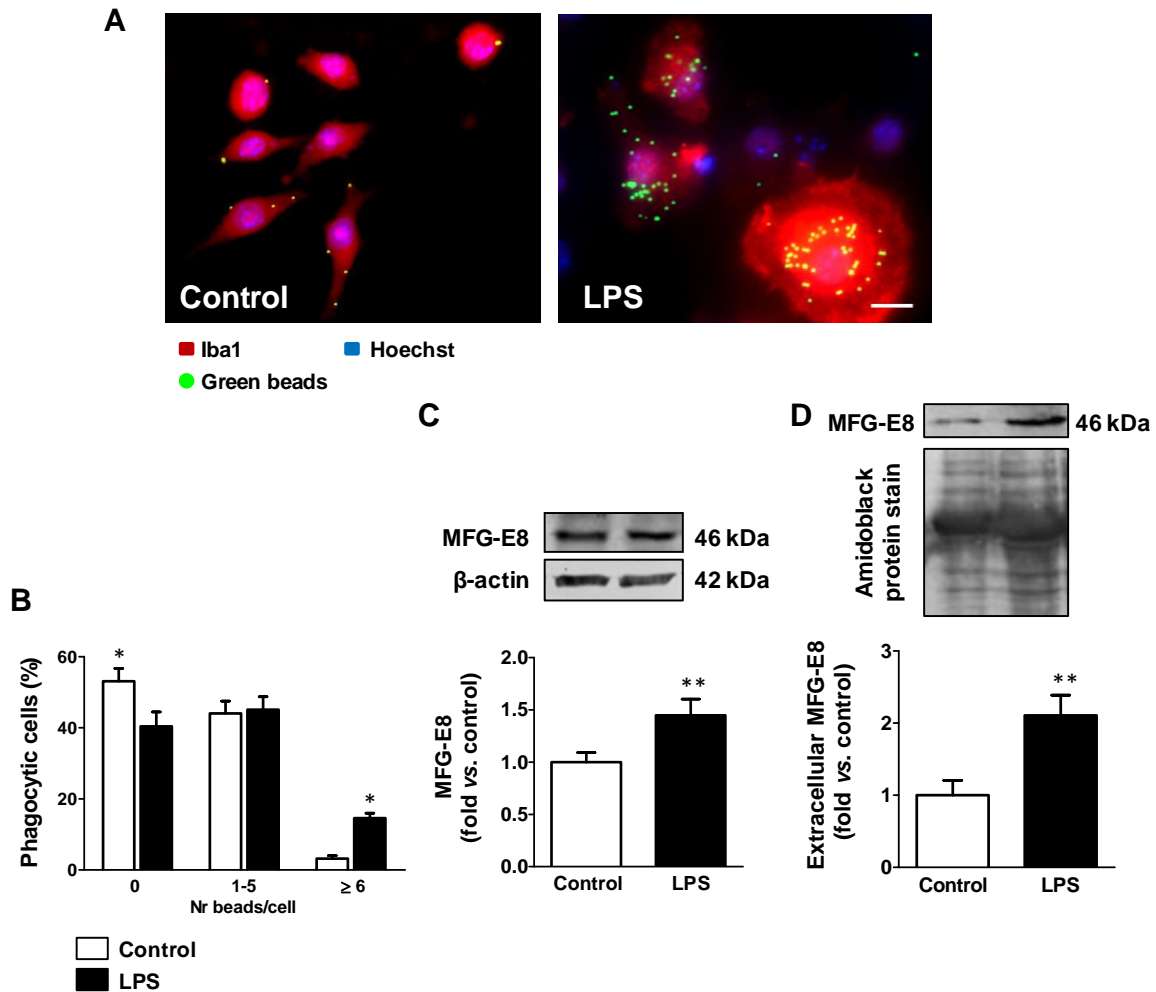 A
Control
LPS
Iba1
Hoechst
Green beads
C
MFG-E8
46 kDa
β-actin
42 kDa
D
MFG-E8
46 kDa
Amidoblack
protein stain
B
Phagocytic cells (%)
60
40
20
0
*
*
0
1-5
≥ 6
Nr beads/cell
Control
LPS
MFG-E8
(fold vs. control)
2.0
1.5
1.0
0.5
0.0
**
Control
LPS
Extracellular MFG-E8
(fold vs. control)
3
2
1
0
**
Control
LPS